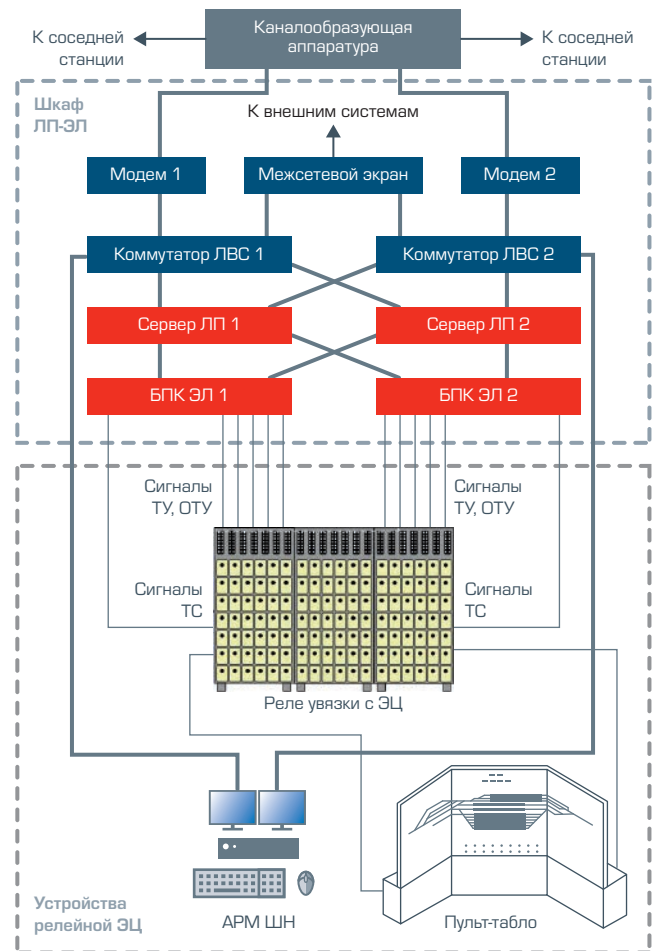 Каналообразующая
аппаратура
К соседней
станции
К соседней
станции
Шкаф
ЛП-ЭЛ
К внешним системам
Модем 1
Межсетевой экран
Модем 2
Коммутатор ЛВС 1
Коммутатор ЛВС 2
Сервер ЛП 1
Сервер ЛП 2
БПК ЭЛ 1
БПК ЭЛ 2
Сигналы
ТУ, ОТУ
Сигналы
ТУ, ОТУ
Сигналы
ТС
Сигналы
ТС
Реле увязки с ЭЦ
Устройства
релейной ЭЦ
АРМ ШН
Пульт-табло